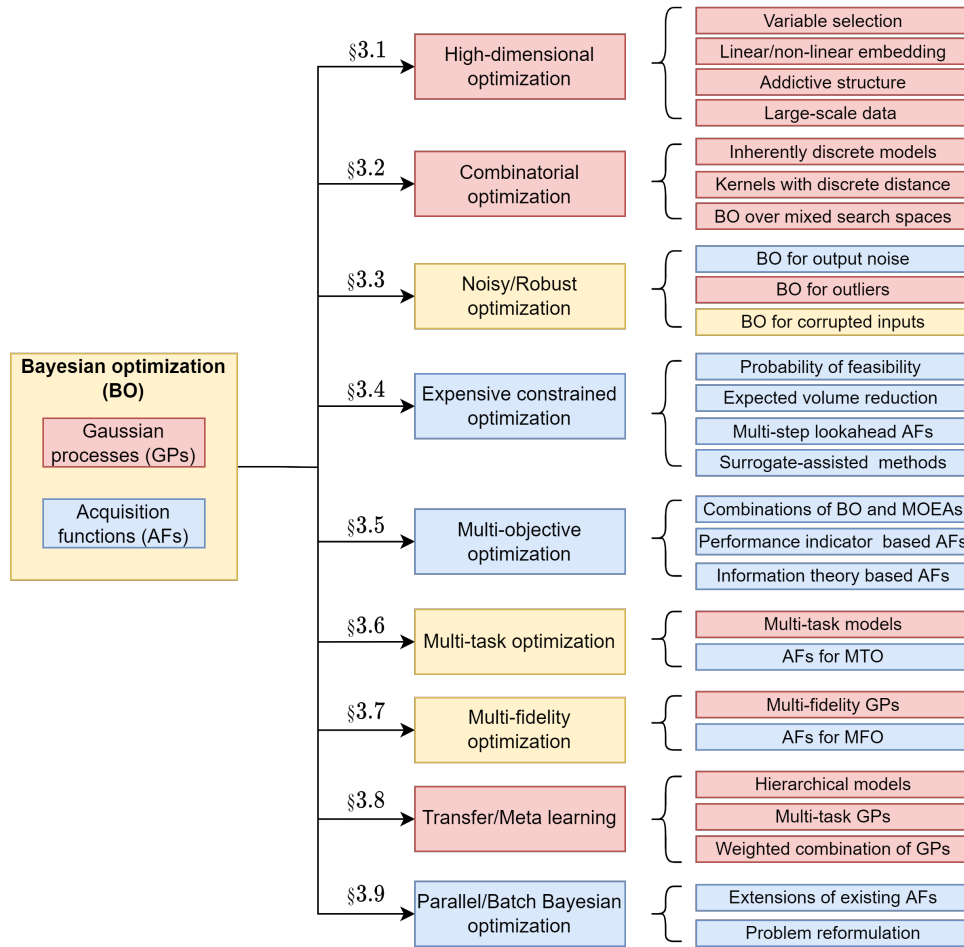 Bayesian optimization
(BO)
Gaussian
processes (GPs)
Acquisition
functions (AFs)
§3.1
High-dimensional
optimization
Variable selection
Linear/non-linear embedding
Addictive structure
Large-scale data
§3.2
Combinatorial
optimization
Inherently discrete models
Kernels with discrete distance
BO over mixed search spaces
§3.3
Noisy/Robust
optimization
BO for output noise
BO for outliers
BO for corrupted inputs
§3.4
Expensive constrained
optimization
Probability of feasibility
Expected volume reduction
Multi-step lookahead AFs
Surrogate-assisted methods
§3.5
Multi-objective
optimization
Combinations of BO and MOEAs
Performance indicator based AFs
Information theory based AFs
§3.6
Multi-task optimization
Multi-task models
AFs for MTO
§3.7
Multi-fidelity
optimization
Multi-fidelity GPs
AFs for MFO
§3.8
Transfer/Meta learning
Hierarchical models
Multi-task GPs
Weighted combination of GPs
§3.9
Parallel/Batch Bayesian
optimization
Extensions of existing AFs
Problem reformulation